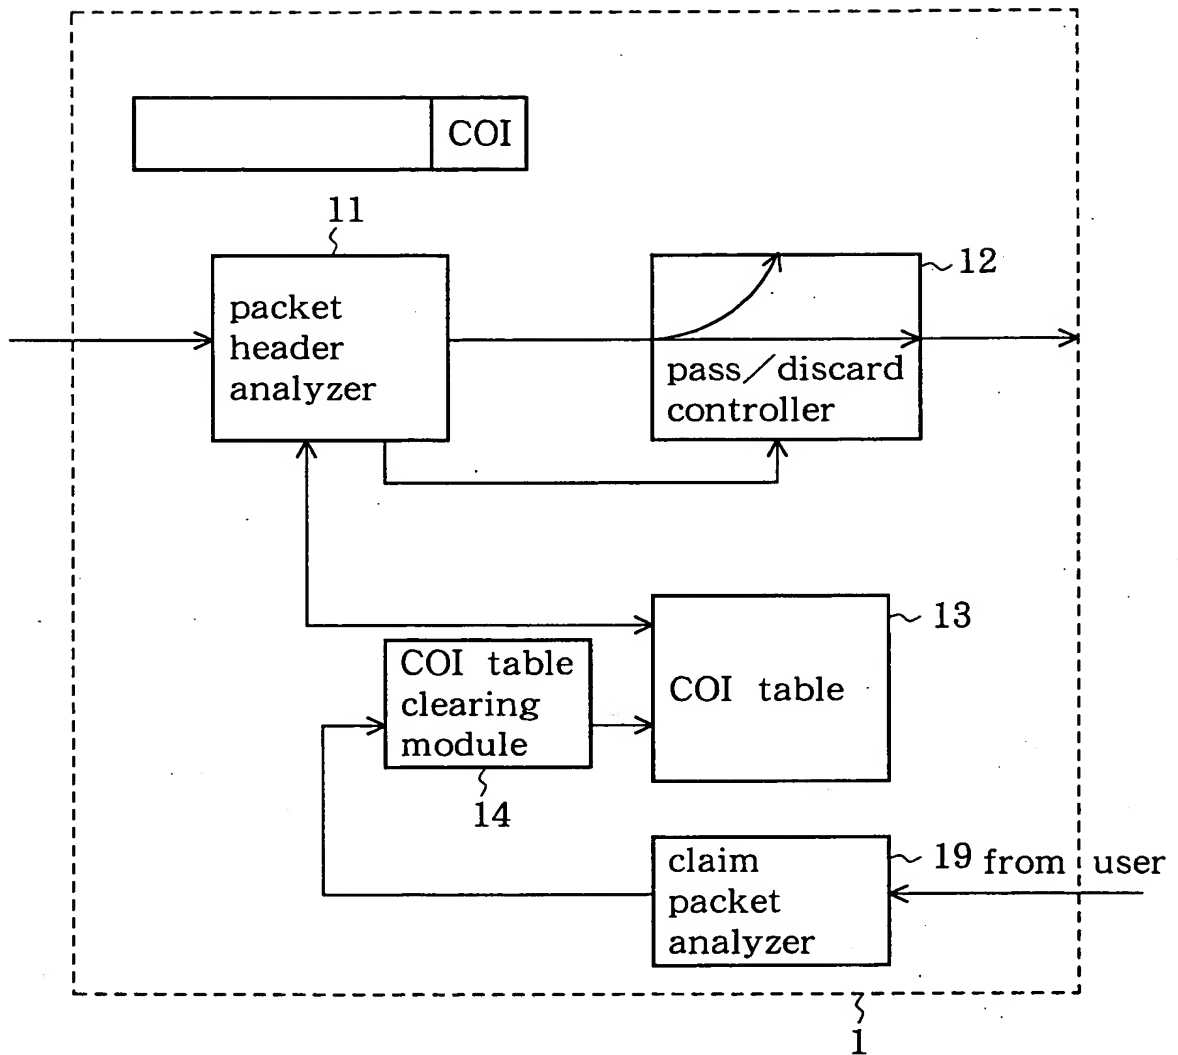 COI
11
packet
header
analyzer
12
pass/discard
controller
13
COI table
COI table
clearing
module
14
19
from user
claim
packet
analyzer
1